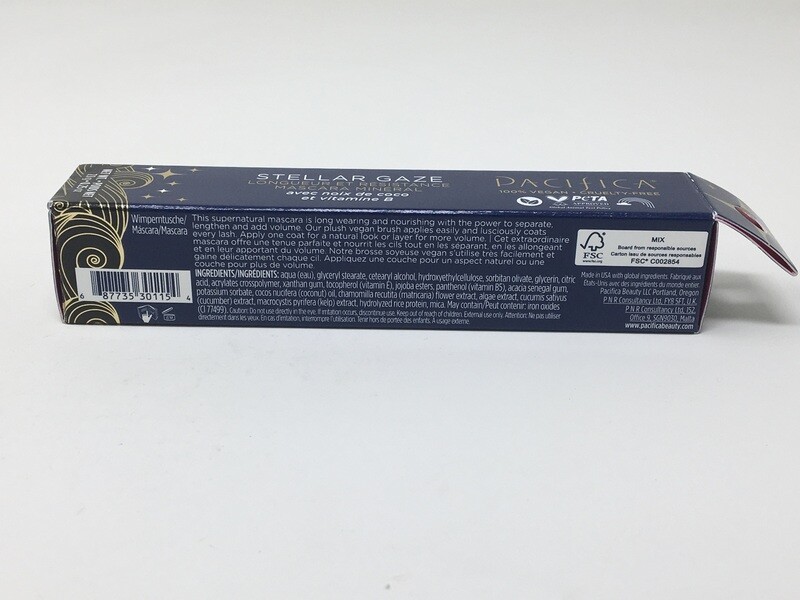 STELLAR GAZE
LONGUEUR ET RÉSISTANCE
MASCARA MINÉRAL
avec noix de coco
et vitamine B
PACIFICA®
100% VEGAN • CRUELTY-FREE
PETA
Wimperntusche/
Máscara/Mascara
This supernatural mascara is long wearing and nourishing with the power to separate,
lengthen and add volume. Our plush vegan brush applies easily and lusciously coats
every lash. Apply one coat for a natural look or layer for more volume. | Cet extraordinaire
mascara offre une tenue parfaite et nourrit les cils tout en les séparant, en les allongeant
et en leur apportant du volume. Notre brosse soyeuse vegan s'utilise très facilement et
gaine délicatement chaque cil. Appliquez une couche pour un aspect naturel ou une
couche pour plus de volume.
INGREDIENTS/INGRÉDIENTS: aqua (eau), glyceryl stearate, cetearyl alcohol, hydroxyethylcellulose, sorbitan olivate, glycerin, citric
acid, acrylates crosspolymer, xanthan gum, tocopherol (vitamin E), jojoba esters, panthenol (vitamin B5), acacia senegal gum,
potassium sorbate, cocos nucifera (coconut) oil, chamomilla recutita (matricaria) flower extract, algae extract, cucumis sativus
(cucumber) extract, macrocystis pyrifera (kelp) extract, hydrolyzed rice protein, mica. May contain/Peut contenir: iron oxides
(CI 77499). Caution: Do not use directly in the eye. If irritation occurs, discontinue use. Keep out of reach of children. External use only. Attention: Ne pas utiliser
directement dans les yeux. En cas d'irritation, interrompre l'utilisation. Tenir hors de portée des enfants. À usage externe.
6 87735 30115 4
FSC
www.fsc.org
MIX
Board from responsible sources
Carton issu de sources responsables
FSC® C002854
Made in USA with global ingredients. Fabriqué aux
États-Unis avec des ingrédients du monde entier
Pacifica Beauty LLC Portland, Oregon
P N R Consultancy Ltd, FY8 5FT, U.K.
P N R Consultancy Ltd, 152,
Office 9, SGN9030, Malta
www.pacificabeauty.com